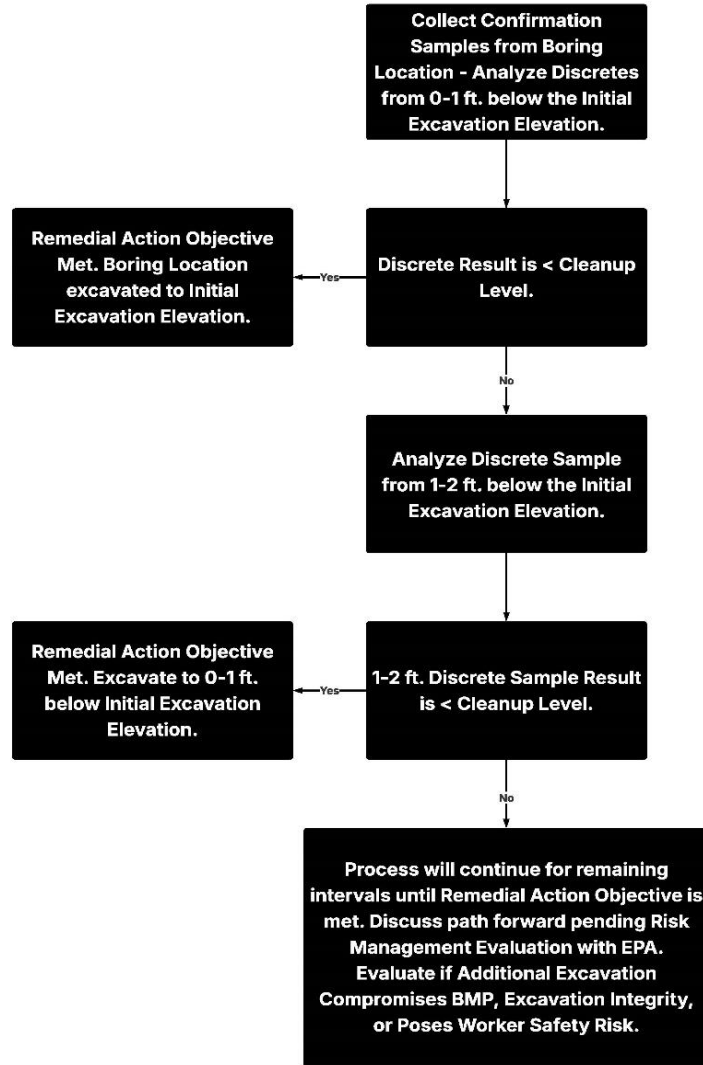 Collect Confirmation
Samples from Boring
Location - Analyze Discretes
from 0-1 ft. below the Initial
Excavation Elevation.
Remedial Action Objective
Met. Boring Location
excavated to Initial
Excavation Elevation.
Yes
Discrete Result is < Cleanup
Level.
No
Analyze Discrete Sample
from 1-2 ft. below the Initial
Excavation Elevation.
Remedial Action Objective
Met. Excavate to 0-1 ft.
below Initial Excavation
Elevation.
Yes
1-2 ft. Discrete Sample Result
is < Cleanup Level.
No
Process will continue for remaining
intervals until Remedial Action Objective is
met. Discuss path forward pending Risk
Management Evaluation with EPA.
Evaluate if Additional Excavation
Compromises BMP, Excavation Integrity,
or Poses Worker Safety Risk.